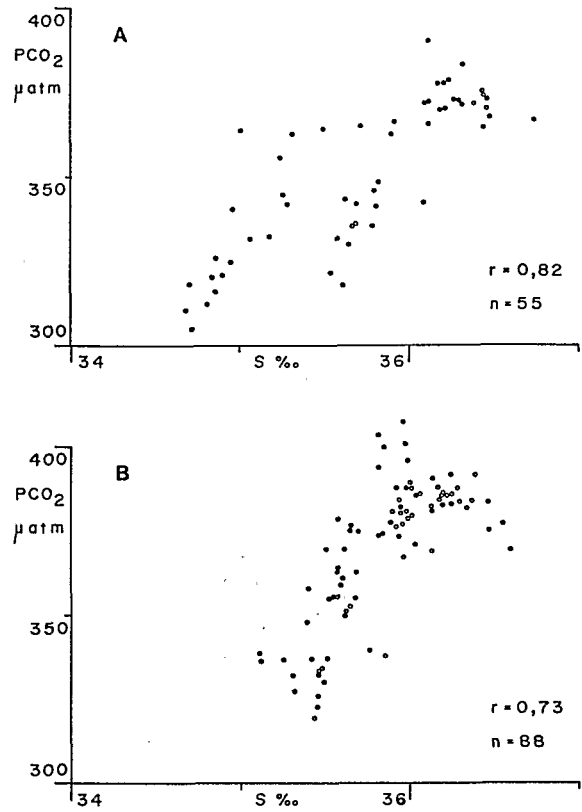 400
A
PCO2
µatm
350
r = 0,82
n = 55
300
34
S ‰
36
400
B
PCO2
µatm
350
r = 0,73
n = 88
300
34
S ‰
36